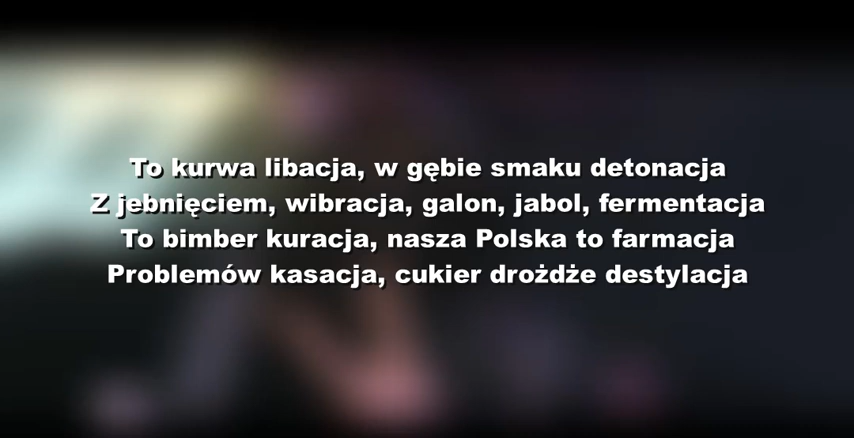 To kurwa libacja, w gębie smaku detonacja
Z jebnięciem, wibracja, galon, jabol, fermentacja
To bimber kuracja, nasza Polska to farmacja
Problemów kasacja, cukier drożdże destylacja